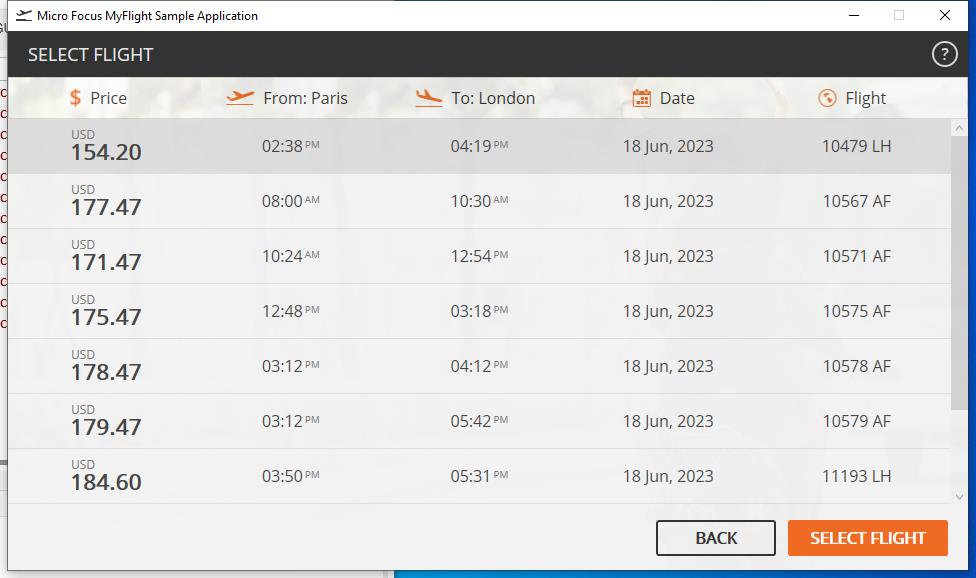 Micro Focus MyFlight Sample Application
SELECT FLIGHT ?
$ Price From: Paris To: London Date Flight
USD
154.20 02:38 PM 04:19 PM 18 Jun, 2023 10479 LH
USD
177.47 08:00 AM 10:30 AM 18 Jun, 2023 10567 AF
USD
171.47 10:24 AM 12:54 PM 18 Jun, 2023 10571 AF
USD
175.47 12:48 PM 03:18 PM 18 Jun, 2023 10575 AF
USD
178.47 03:12 PM 04:12 PM 18 Jun, 2023 10578 AF
USD
179.47 03:12 PM 05:42 PM 18 Jun, 2023 10579 AF
USD
184.60 03:50 PM 05:31 PM 18 Jun, 2023 11193 LH
BACK SELECT FLIGHT